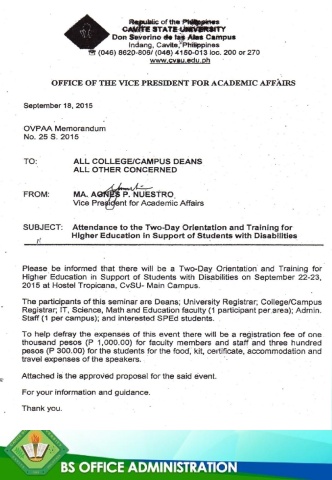 Republic of the Philippines
CAVITE STATE UNIVERSITY
Don Severino de las Alas Campus
Indang, Cavite, Philippines
☎ (046) 8620-806/ (046) 4150-013 loc. 200 or 270
www.cvsu.edu.ph
OFFICE OF THE VICE PRESIDENT FOR ACADEMIC AFFAIRS
September 18, 2015
OVPAA Memorandum
No. 25 S. 2015
TO: ALL COLLEGE/CAMPUS DEANS
ALL OTHER CONCERNED
FROM: MA. AGNES P. NUESTRO
Vice President for Academic Affairs
SUBJECT: Attendance to the Two-Day Orientation and Training for
Higher Education in Support of Students with Disabilities
Please be informed that there will be a Two-Day Orientation and Training for
Higher Education in Support of Students with Disabilities on September 22-23,
2015 at Hostel Tropicana, CvSU- Main Campus.
The participants of this seminar are Deans; University Registrar; College/Campus
Registrar; IT, Science, Math and Education faculty (1 participant per area); Admin.
Staff (1 per campus); and interested SPEd students.
To help defray the expenses of this event there will be a registration fee of one
thousand pesos (P 1,000.00) for faculty members and staff and three hundred
pesos (P 300.00) for the students for the food, kit, certificate, accommodation and
travel expenses of the speakers.
Attached is the approved proposal for the said event.
For your information and guidance.
Thank you.
BS OFFICE ADMINISTRATION